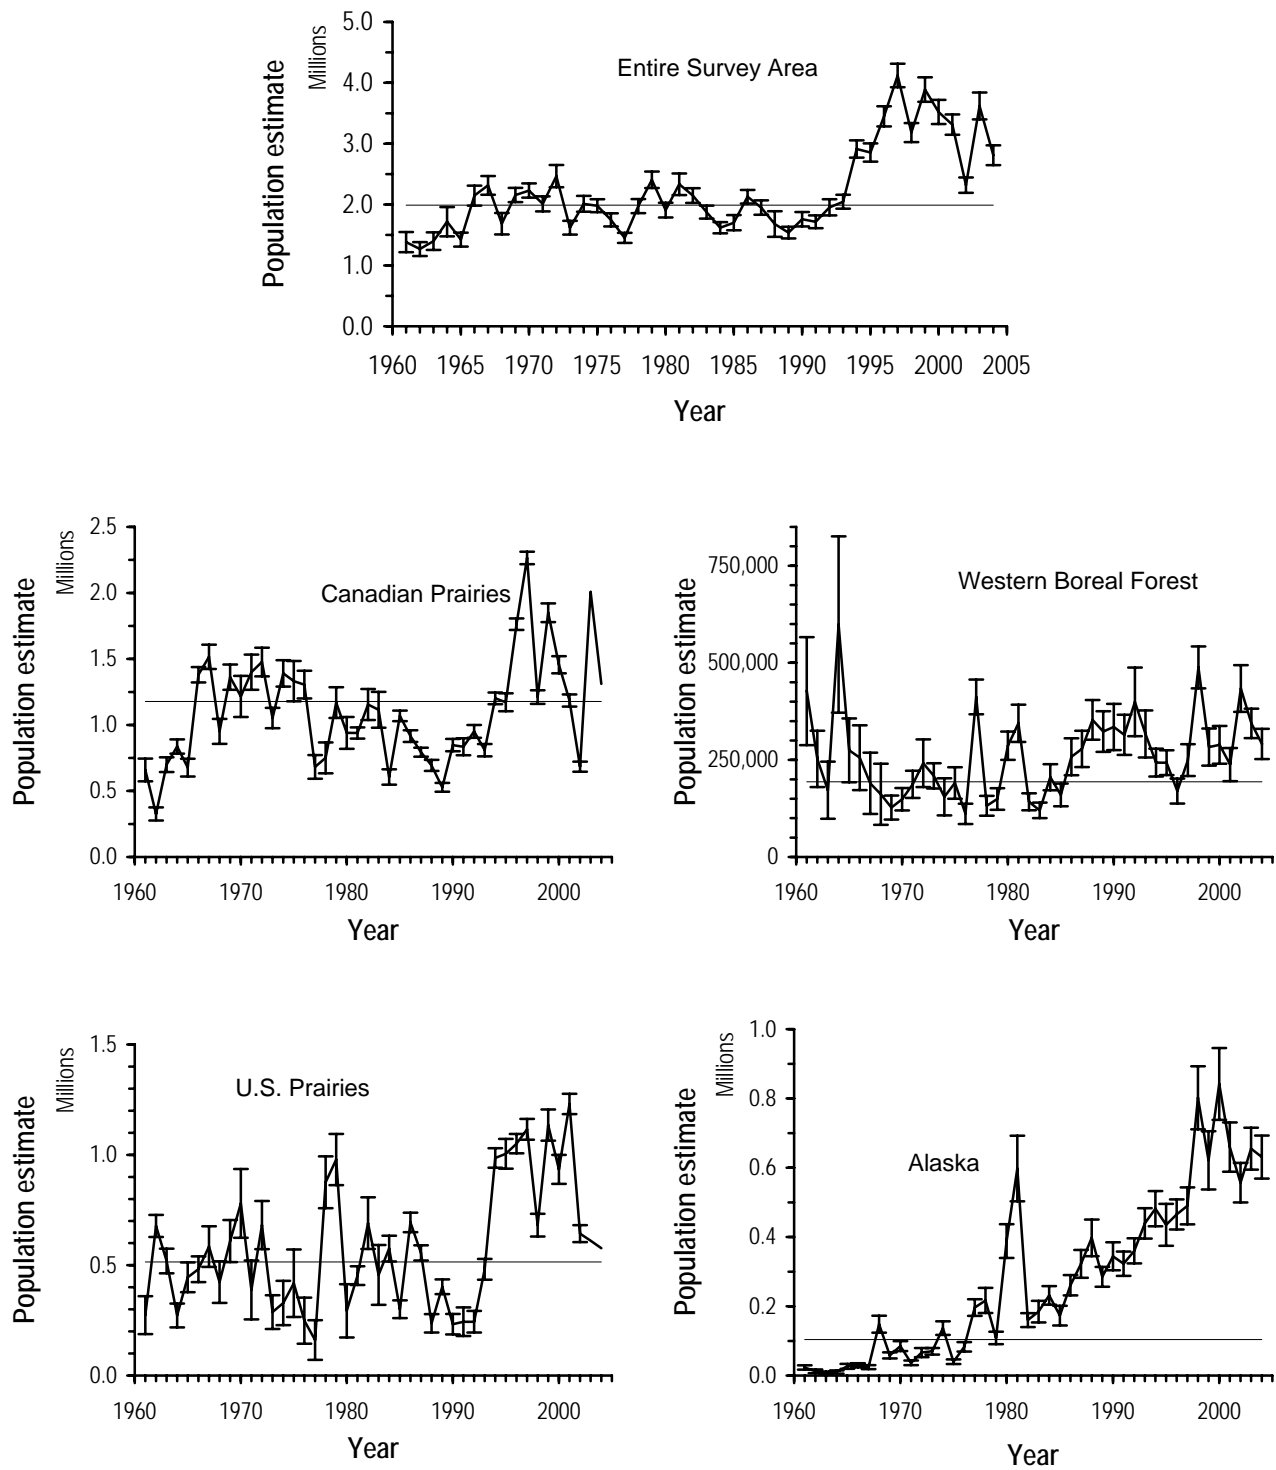 Entire Survey Area
Millions
Population estimate
5.0
4.0
3.0
2.0
1.0
0.0
1960 1965 1970 1975 1980 1985 1990 1995 2000 2005
Year
Canadian Prairies
Millions
Population estimate
2.5
2.0
1.5
1.0
0.5
0.0
1960 1970 1980 1990 2000
Year
Western Boreal Forest
Population estimate
750,000
500,000
250,000
0
1960 1970 1980 1990 2000
Year
U.S. Prairies
Millions
Population estimate
1.5
1.0
0.5
0.0
1960 1970 1980 1990 2000
Year
Alaska
Millions
Population estimate
1.0
0.8
0.6
0.4
0.2
0.0
1960 1970 1980 1990 2000
Year